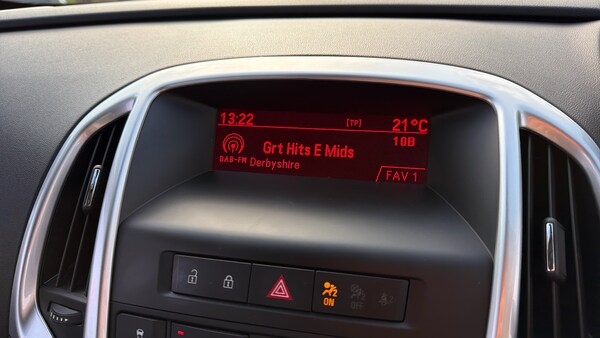 13:22 [TP] 21°C
10B
Grt Hits E Mids
DAB-FM Derbyshire
FAV 1
ON OFF